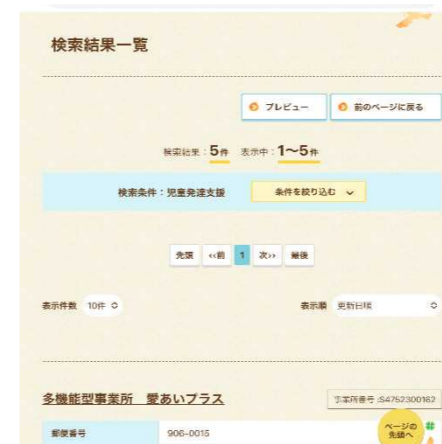 検索結果一覧
プレビュー 前のページに戻る
検索結果：5件 表示中：1〜5件
検索条件：児童発達支援 条件を絞り込む
先頭 ‹‹前 1 次›› 最後
表示件数 10件 表示順 更新日順
多機能型事業所 愛あいプラス 事業所番号:S4752300162
郵便番号 906-0015
ページの
先頭へ